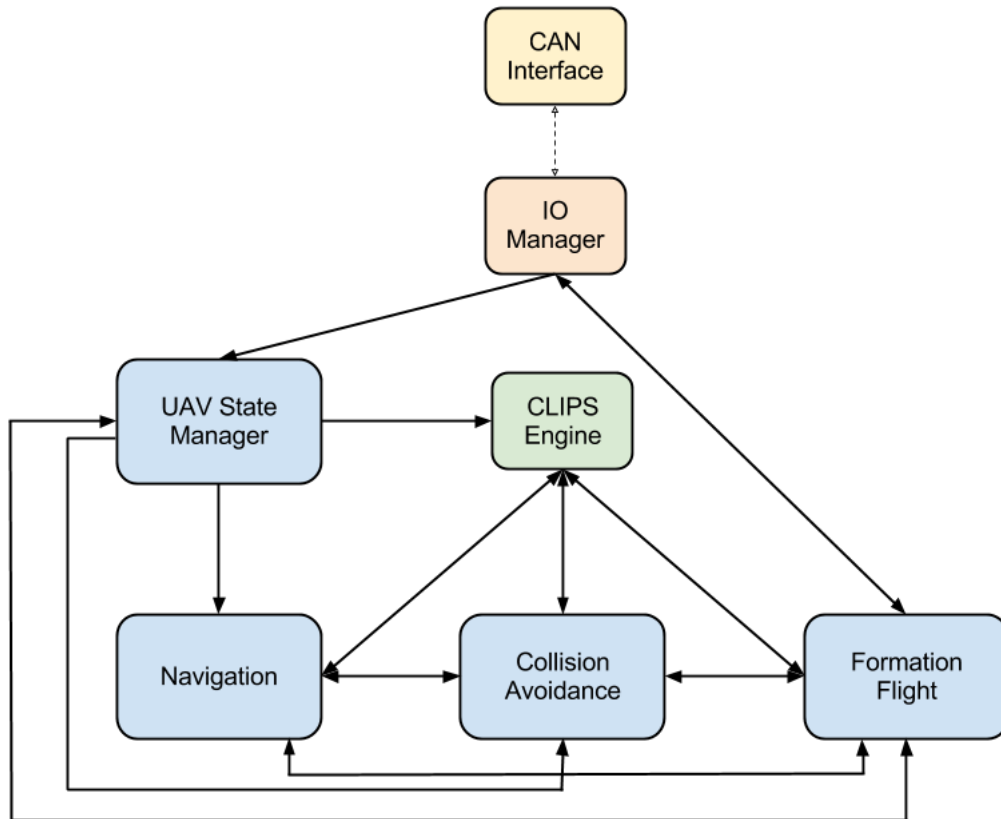 CAN
Interface
IO
Manager
UAV State
Manager
CLIPS
Engine
Navigation
Collision
Avoidance
Formation
Flight